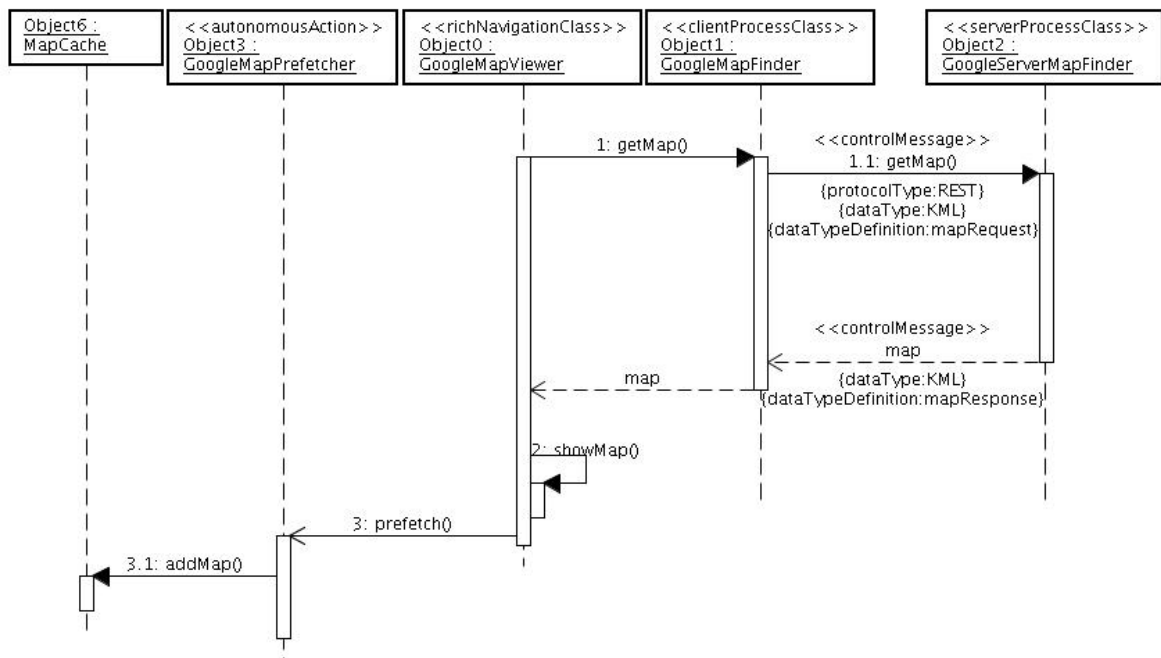 Object6 :
MapCache
<<autonomousAction>>
Object3 :
GoogleMapPrefetcher
<<richNavigationClass>>
Object0 :
GoogleMapViewer
<<clientProcessClass>>
Object1 :
GoogleMapFinder
<<serverProcessClass>>
Object2 :
GoogleServerMapFinder
1: getMap()
<<controlMessage>>
1.1: getMap()
{protocolType:REST}
{dataType:KML}
{dataTypeDefinition:mapRequest}
<<controlMessage>>
map
{dataType:KML}
{dataTypeDefinition:mapResponse}
map
2: showMap()
3: prefetch()
3.1: addMap()